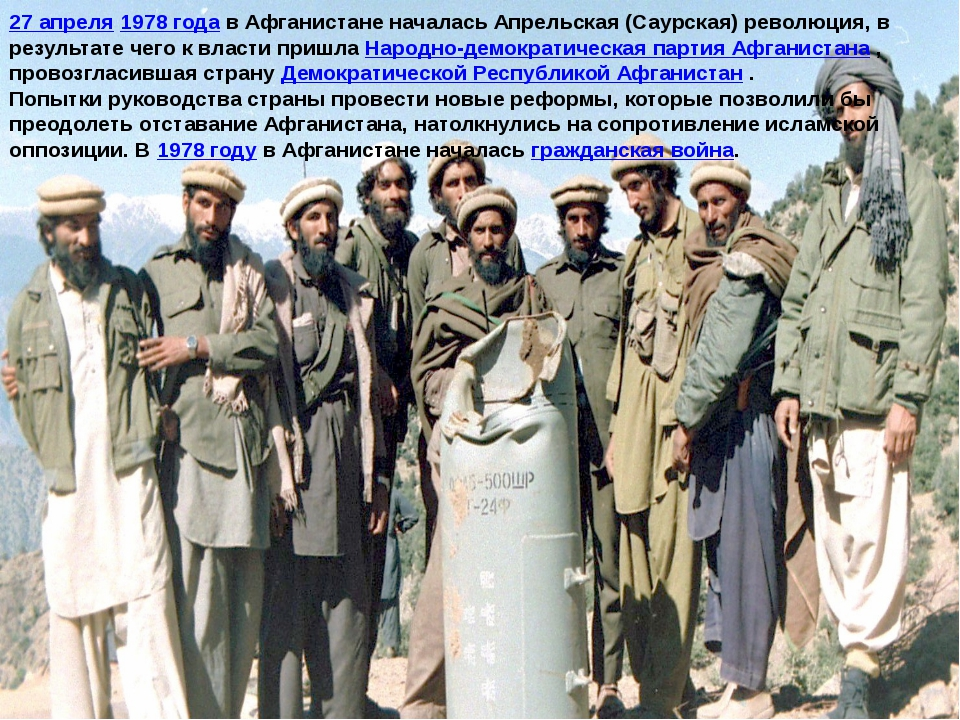 27 апреля 1978 года в Афганистане началась Апрельская (Саурская) революция, в
результате чего к власти пришла Народно-демократическая партия Афганистана ,
провозгласившая страну Демократической Республикой Афганистан .
Попытки руководства страны провести новые реформы, которые позволили бы
преодолеть отставание Афганистана, натолкнулись на сопротивление исламской
оппозиции. В 1978 году в Афганистане началась гражданская война.
-500ШР
-24Ф